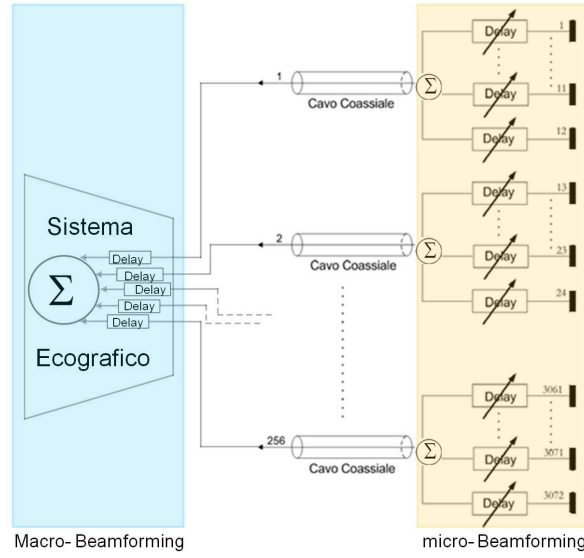 Delay 1
1
Σ
Delay 11
Cavo Coassiale
Delay 12
Delay 13
Sistema
2
Σ
Delay 23
Delay
Cavo Coassiale
Delay
Delay 24
Σ
Delay
Delay
Delay
Ecografico
Delay 3061
256
Σ
Delay 3071
Cavo Coassiale
Delay 3072
Macro- Beamforming
micro- Beamforming